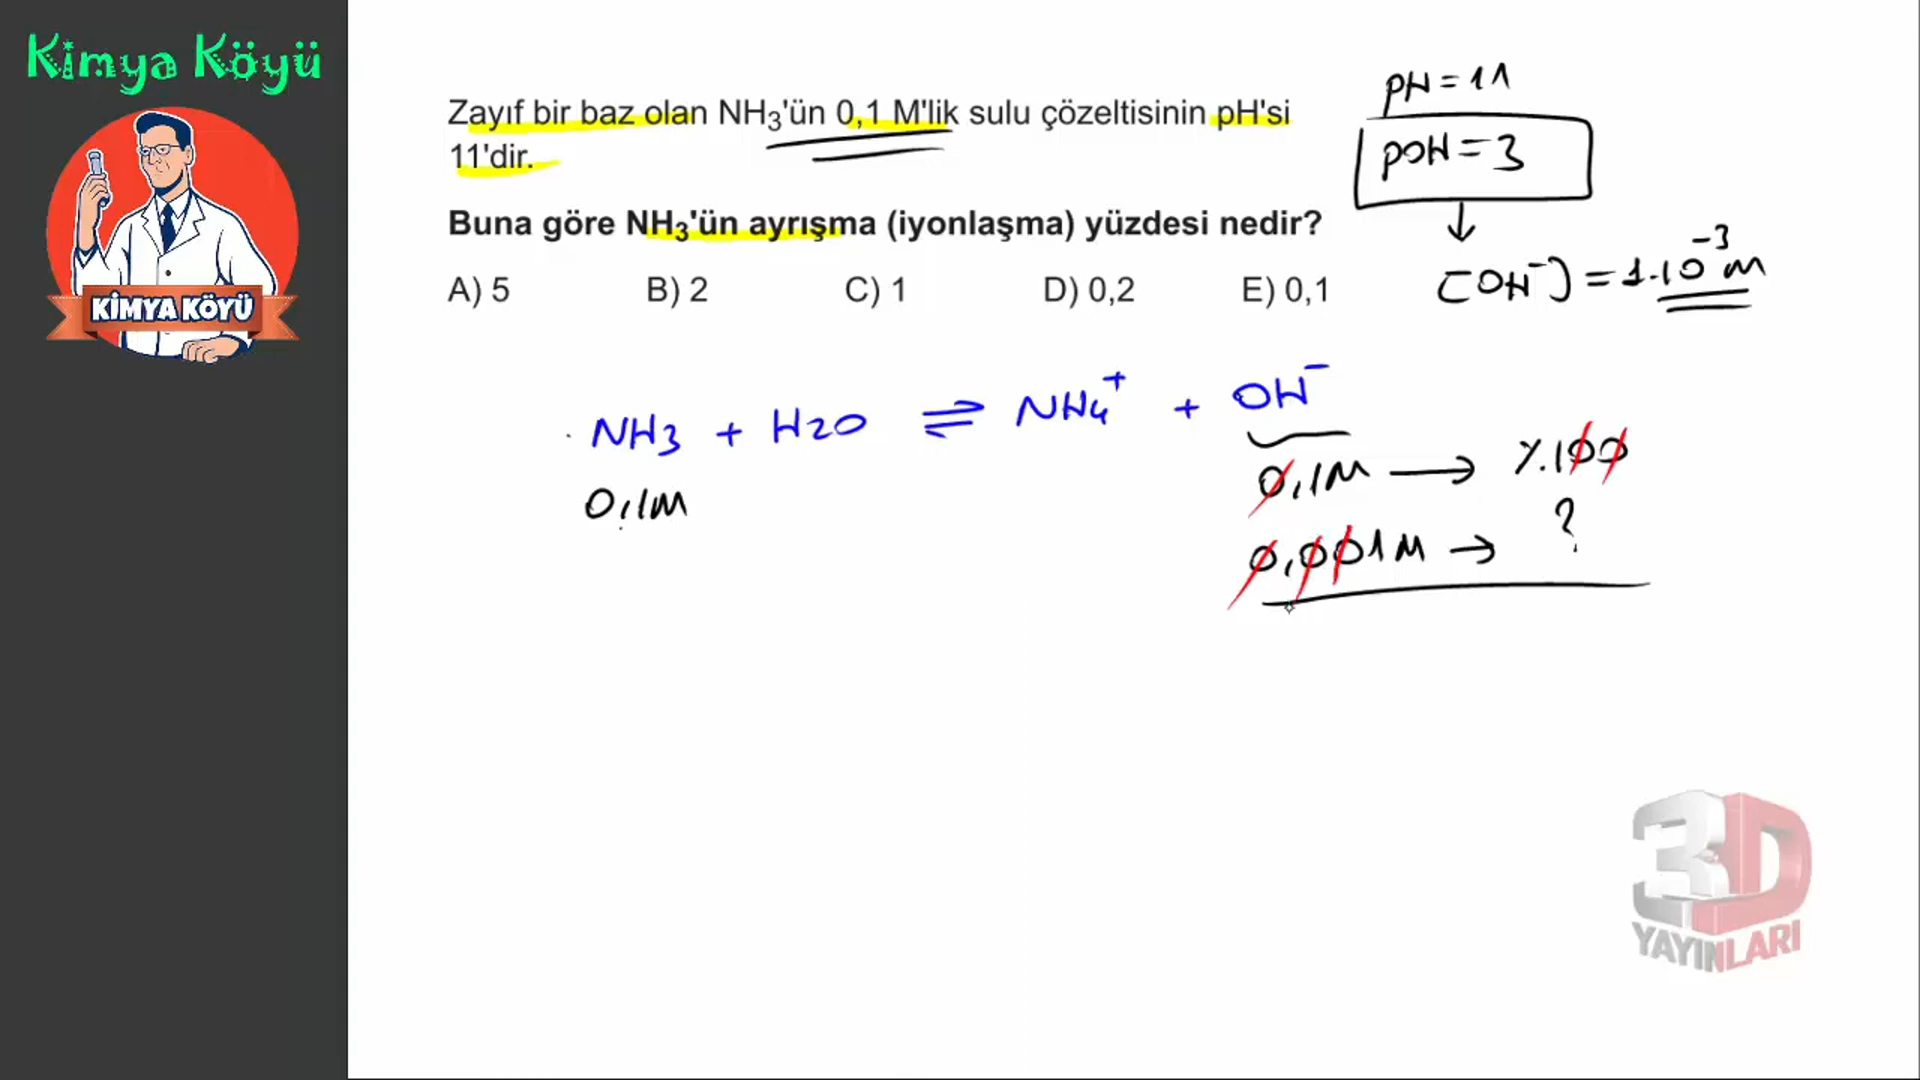 Kimya Köyü
KİMYA KÖYÜ
Zayıf bir baz olan NH₃'ün 0,1 M'lik sulu çözeltisinin pH'si
11'dir.
Buna göre NH₃'ün ayrışma (iyonlaşma) yüzdesi nedir?
A) 5 B) 2 C) 1 D) 0,2 E) 0,1
pH = 11
pOH = 3
[OH⁻] = 1.10⁻³ M
NH3 + H2O ⇌ NH4⁺ + OH⁻
0,1M
0,1M → %100
0,001M → ?
3D
YAYINLARI